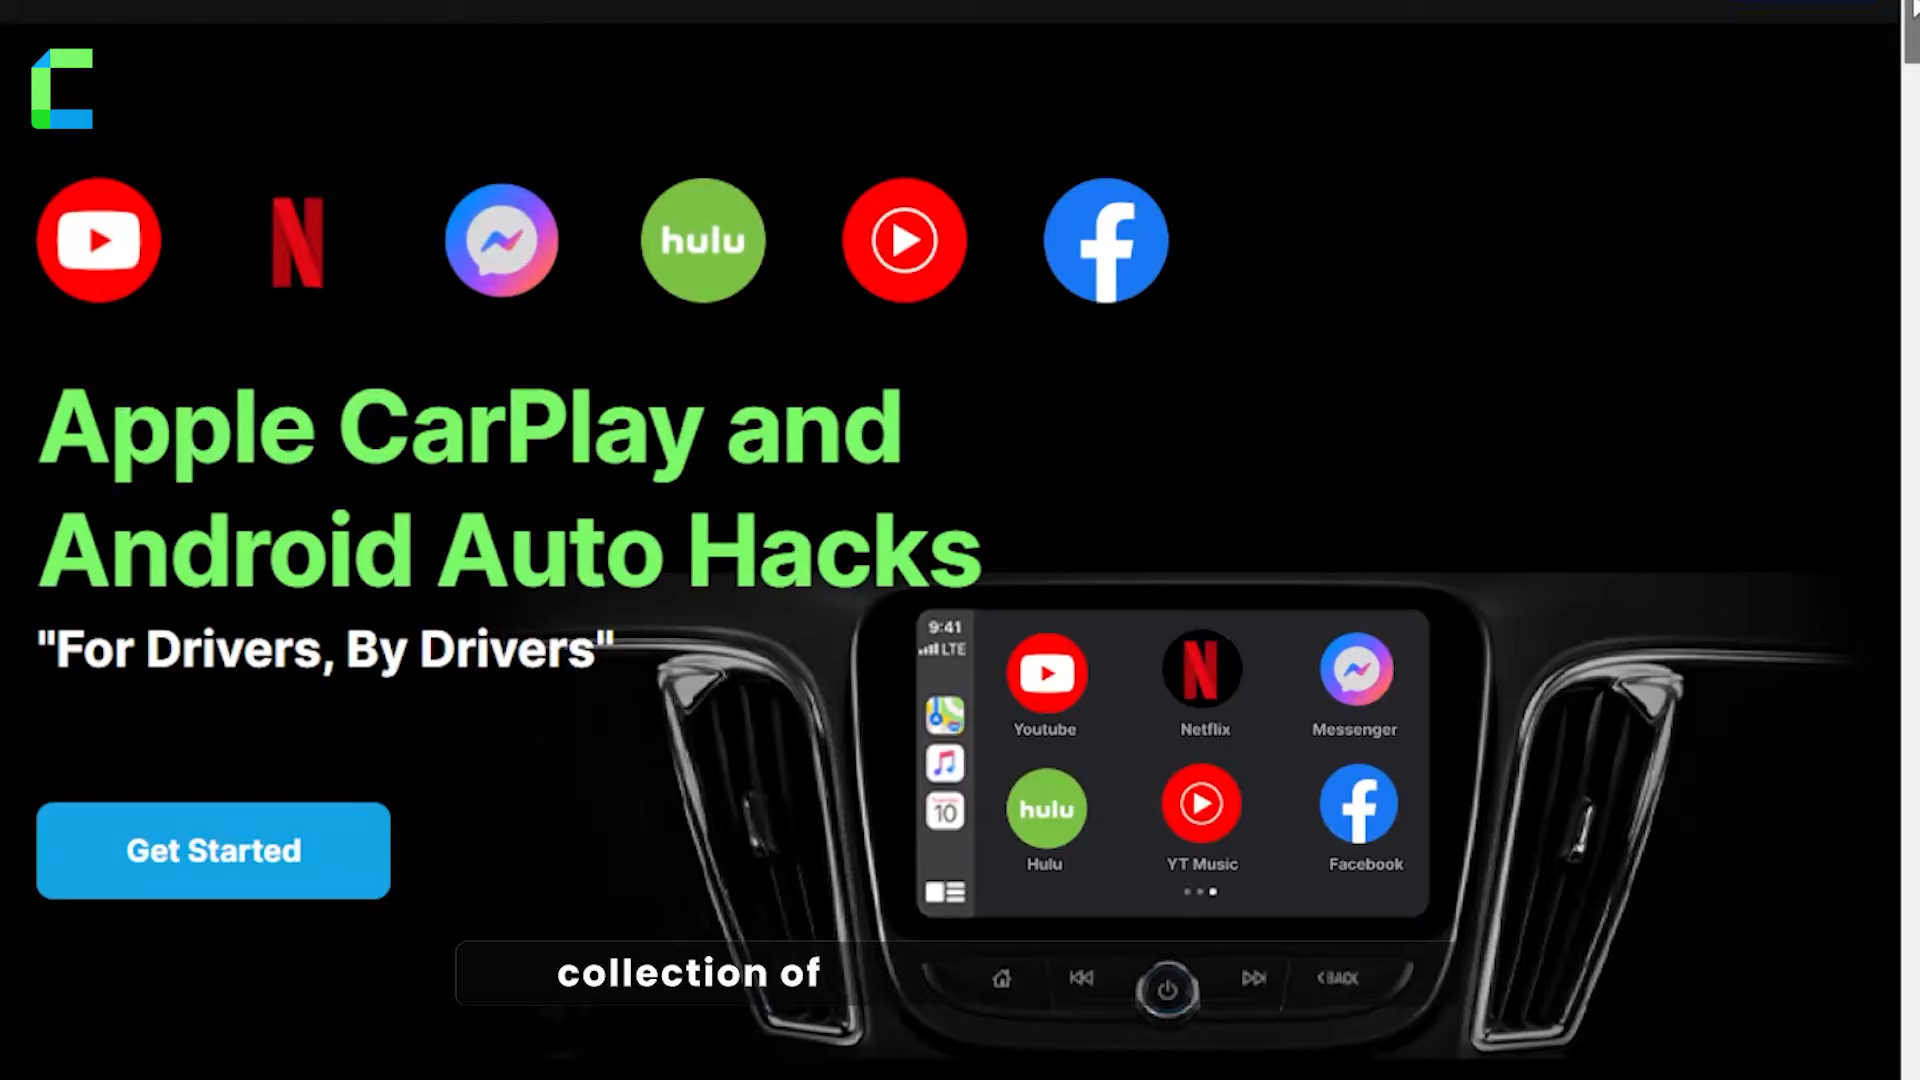 hulu
Apple CarPlay and
Android Auto Hacks
"For Drivers, By Drivers"
9:41
LTE
Youtube
Netflix
Messenger
10
hulu
Hulu
YT Music
Facebook
Get Started
collection of
BACK